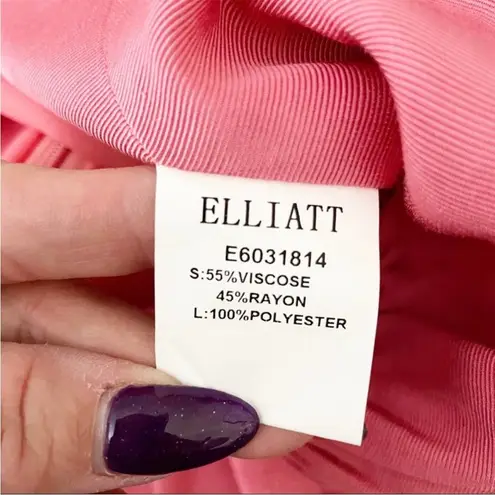 ELLIATT
E6031814
S:55%VISCOSE
45%RAYON
L:100%POLYESTER